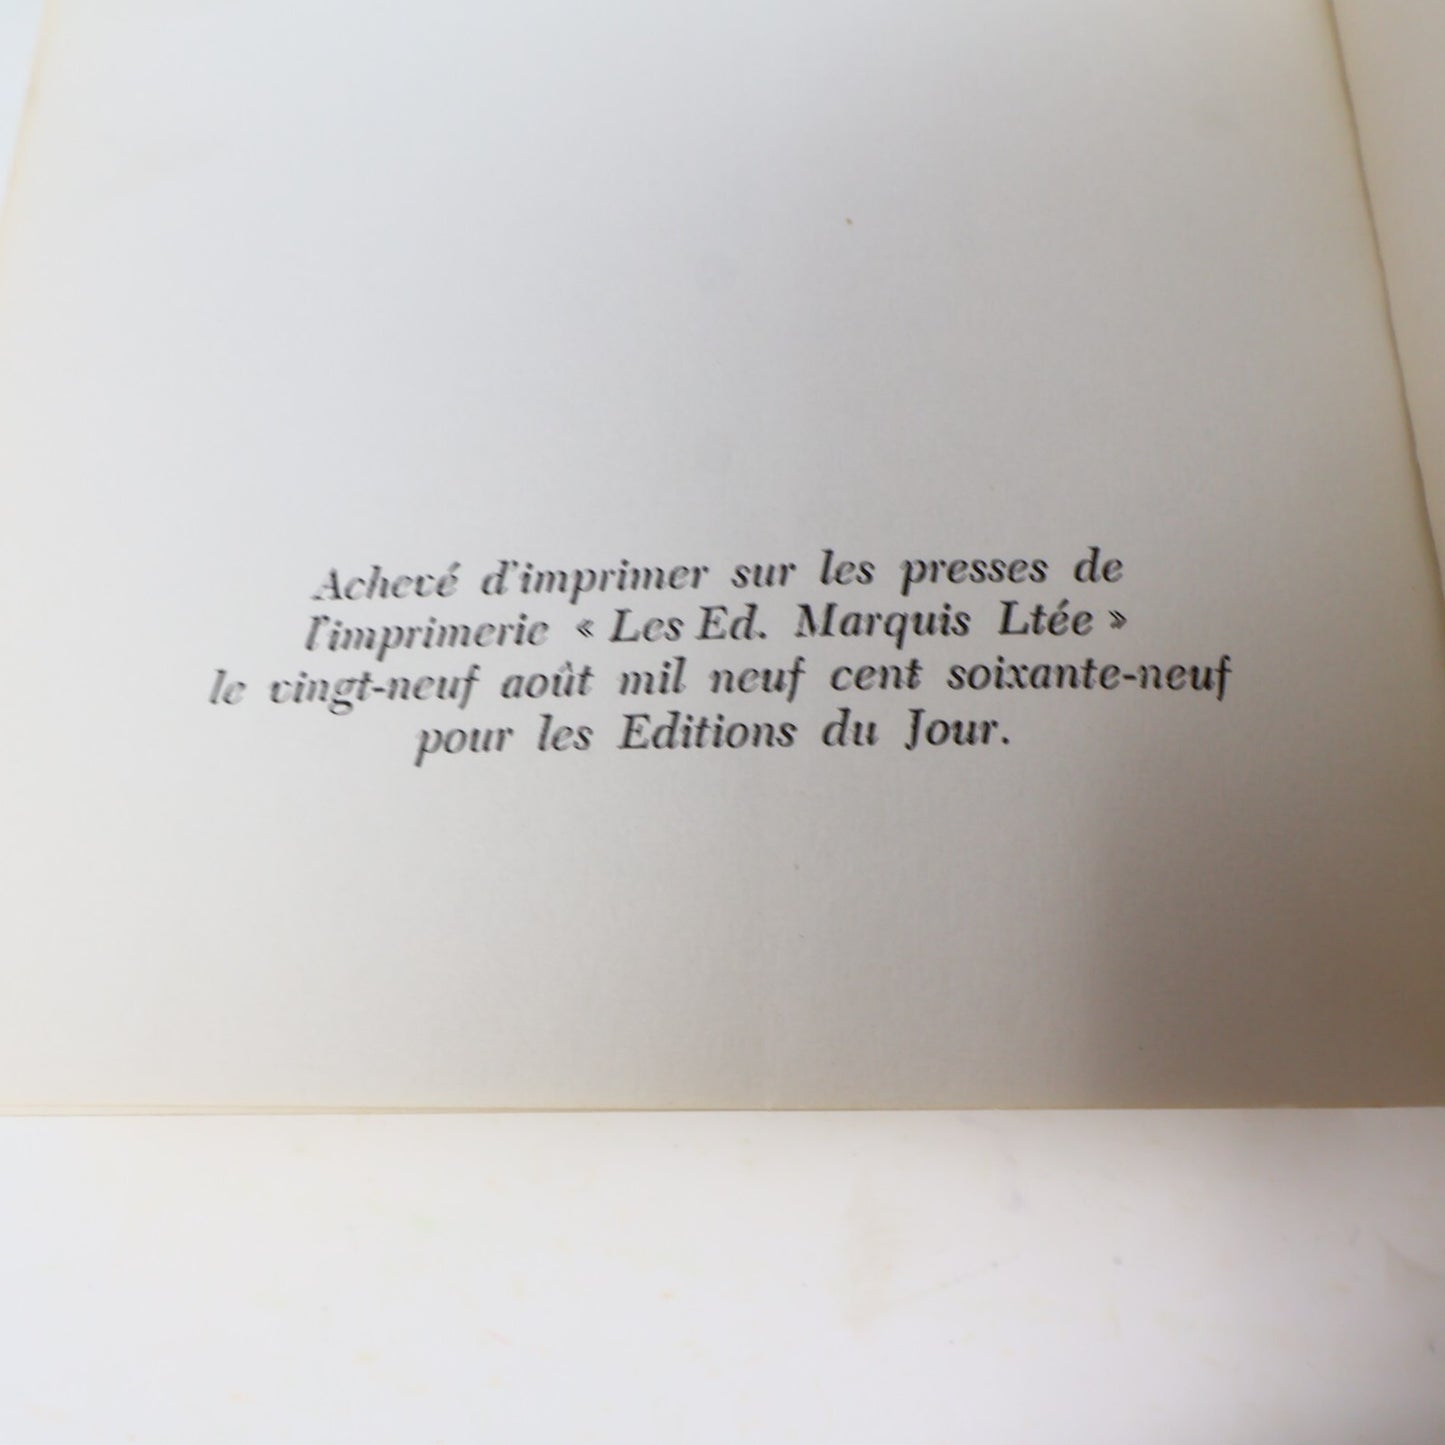 Achevé d'imprimer sur les presses de
l'imprimerie « Les Ed. Marquis Ltée »
le vingt-neuf août mil neuf cent soixante-neuf
pour les Editions du Jour.